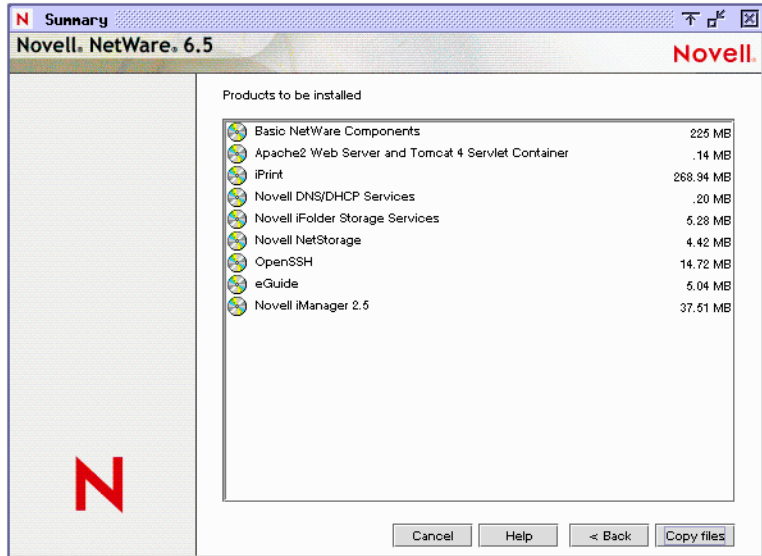 N Summary
Novell. NetWare. 6.5
Novell.
Products to be installed
Basic NetWare Components 225 MB
Apache2 Web Server and Tomcat 4 Servlet Container .14 MB
iPrint 268.94 MB
Novell DNS/DHCP Services .20 MB
Novell iFolder Storage Services 5.28 MB
Novell NetStorage 4.42 MB
OpenSSH 14.72 MB
eGuide 5.04 MB
Novell iManager 2.5 37.51 MB
N
Cancel Help < Back Copy files